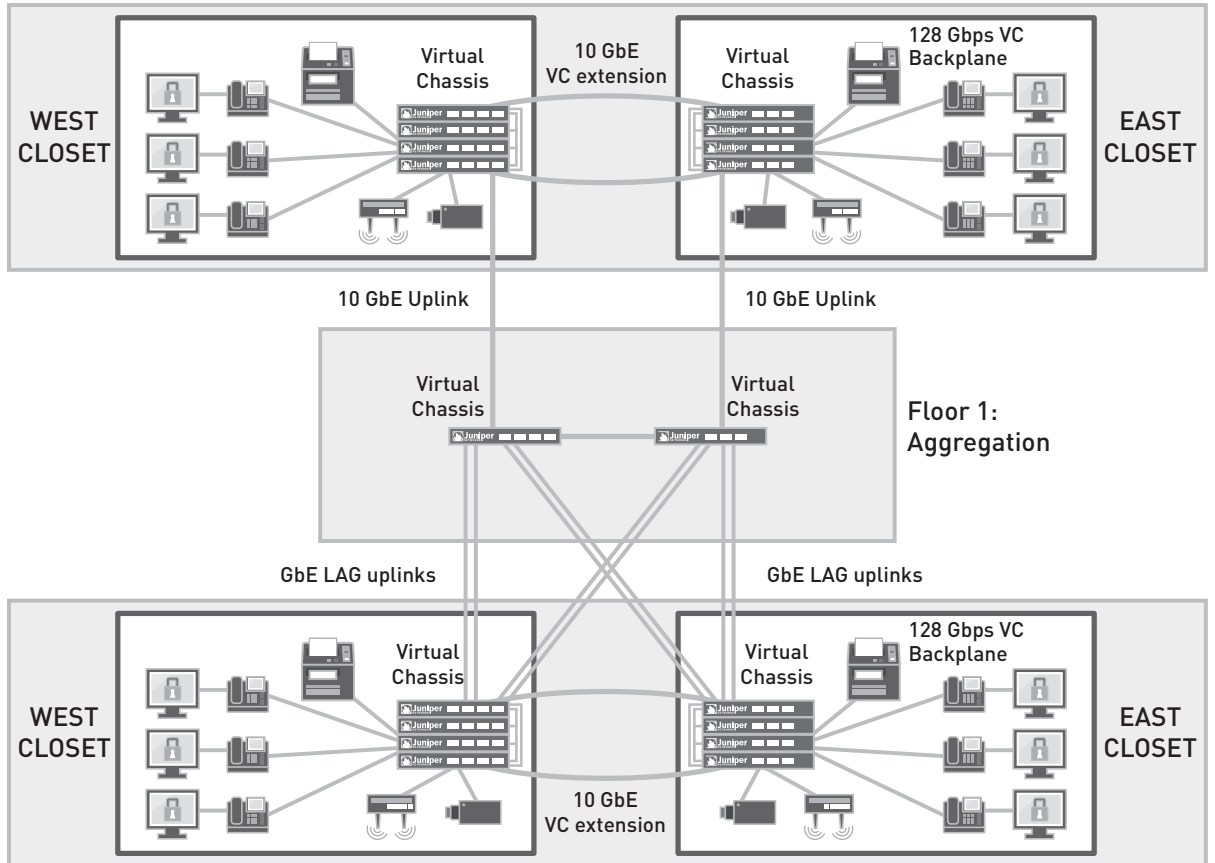 WEST
CLOSET
Virtual
Chassis
10 GbE
VC extension
Virtual
Chassis
128 Gbps VC
Backplane
EAST
CLOSET
Juniper
Juniper
Juniper
Juniper
Juniper
Juniper
Juniper
Juniper
10 GbE Uplink
10 GbE Uplink
Virtual
Chassis
Virtual
Chassis
Juniper
Juniper
Floor 1:
Aggregation
GbE LAG uplinks
GbE LAG uplinks
WEST
CLOSET
Virtual
Chassis
Virtual
Chassis
128 Gbps VC
Backplane
EAST
CLOSET
Juniper
Juniper
Juniper
Juniper
Juniper
Juniper
Juniper
Juniper
10 GbE
VC extension